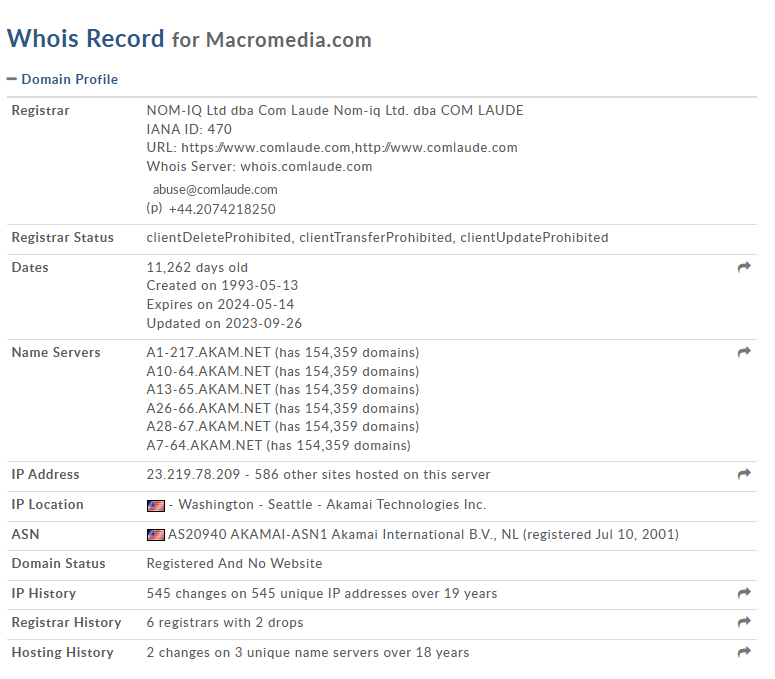 Whois Record for Macromedia.com
— Domain Profile
Registrar NOM-IQ Ltd dba Com Laude Nom-iq Ltd. dba COM LAUDE
IANA ID: 470
URL: https://www.comlaude.com,http://www.comlaude.com
Whois Server: whois.comlaude.com
abuse@comlaude.com
(p) +44.2074218250
Registrar Status clientDeleteProhibited, clientTransferProhibited, clientUpdateProhibited
Dates 11,262 days old
Created on 1993-05-13
Expires on 2024-05-14
Updated on 2023-09-26
Name Servers A1-217.AKAM.NET (has 154,359 domains)
A10-64.AKAM.NET (has 154,359 domains)
A13-65.AKAM.NET (has 154,359 domains)
A26-66.AKAM.NET (has 154,359 domains)
A28-67.AKAM.NET (has 154,359 domains)
A7-64.AKAM.NET (has 154,359 domains)
IP Address 23.219.78.209 - 586 other sites hosted on this server
IP Location - Washington - Seattle - Akamai Technologies Inc.
ASN AS20940 AKAMAI-ASN1 Akamai International B.V., NL (registered Jul 10, 2001)
Domain Status Registered And No Website
IP History 545 changes on 545 unique IP addresses over 19 years
Registrar History 6 registrars with 2 drops
Hosting History 2 changes on 3 unique name servers over 18 years